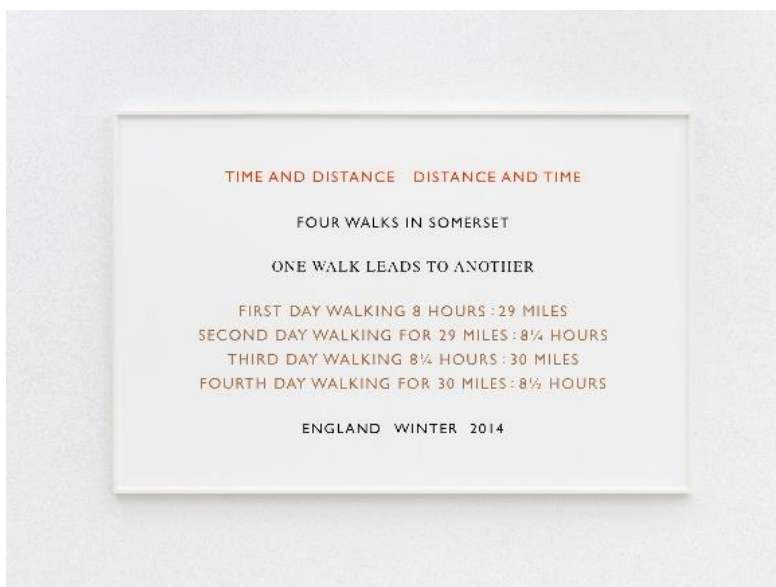 TIME AND DISTANCE   DISTANCE AND TIME
FOUR WALKS IN SOMERSET
ONE WALK LEADS TO ANOTHER
FIRST DAY WALKING 8 HOURS : 29 MILES
SECOND DAY WALKING FOR 29 MILES : 8¼ HOURS
THIRD DAY WALKING 8¼ HOURS : 30 MILES
FOURTH DAY WALKING FOR 30 MILES : 8½ HOURS
ENGLAND   WINTER   2014